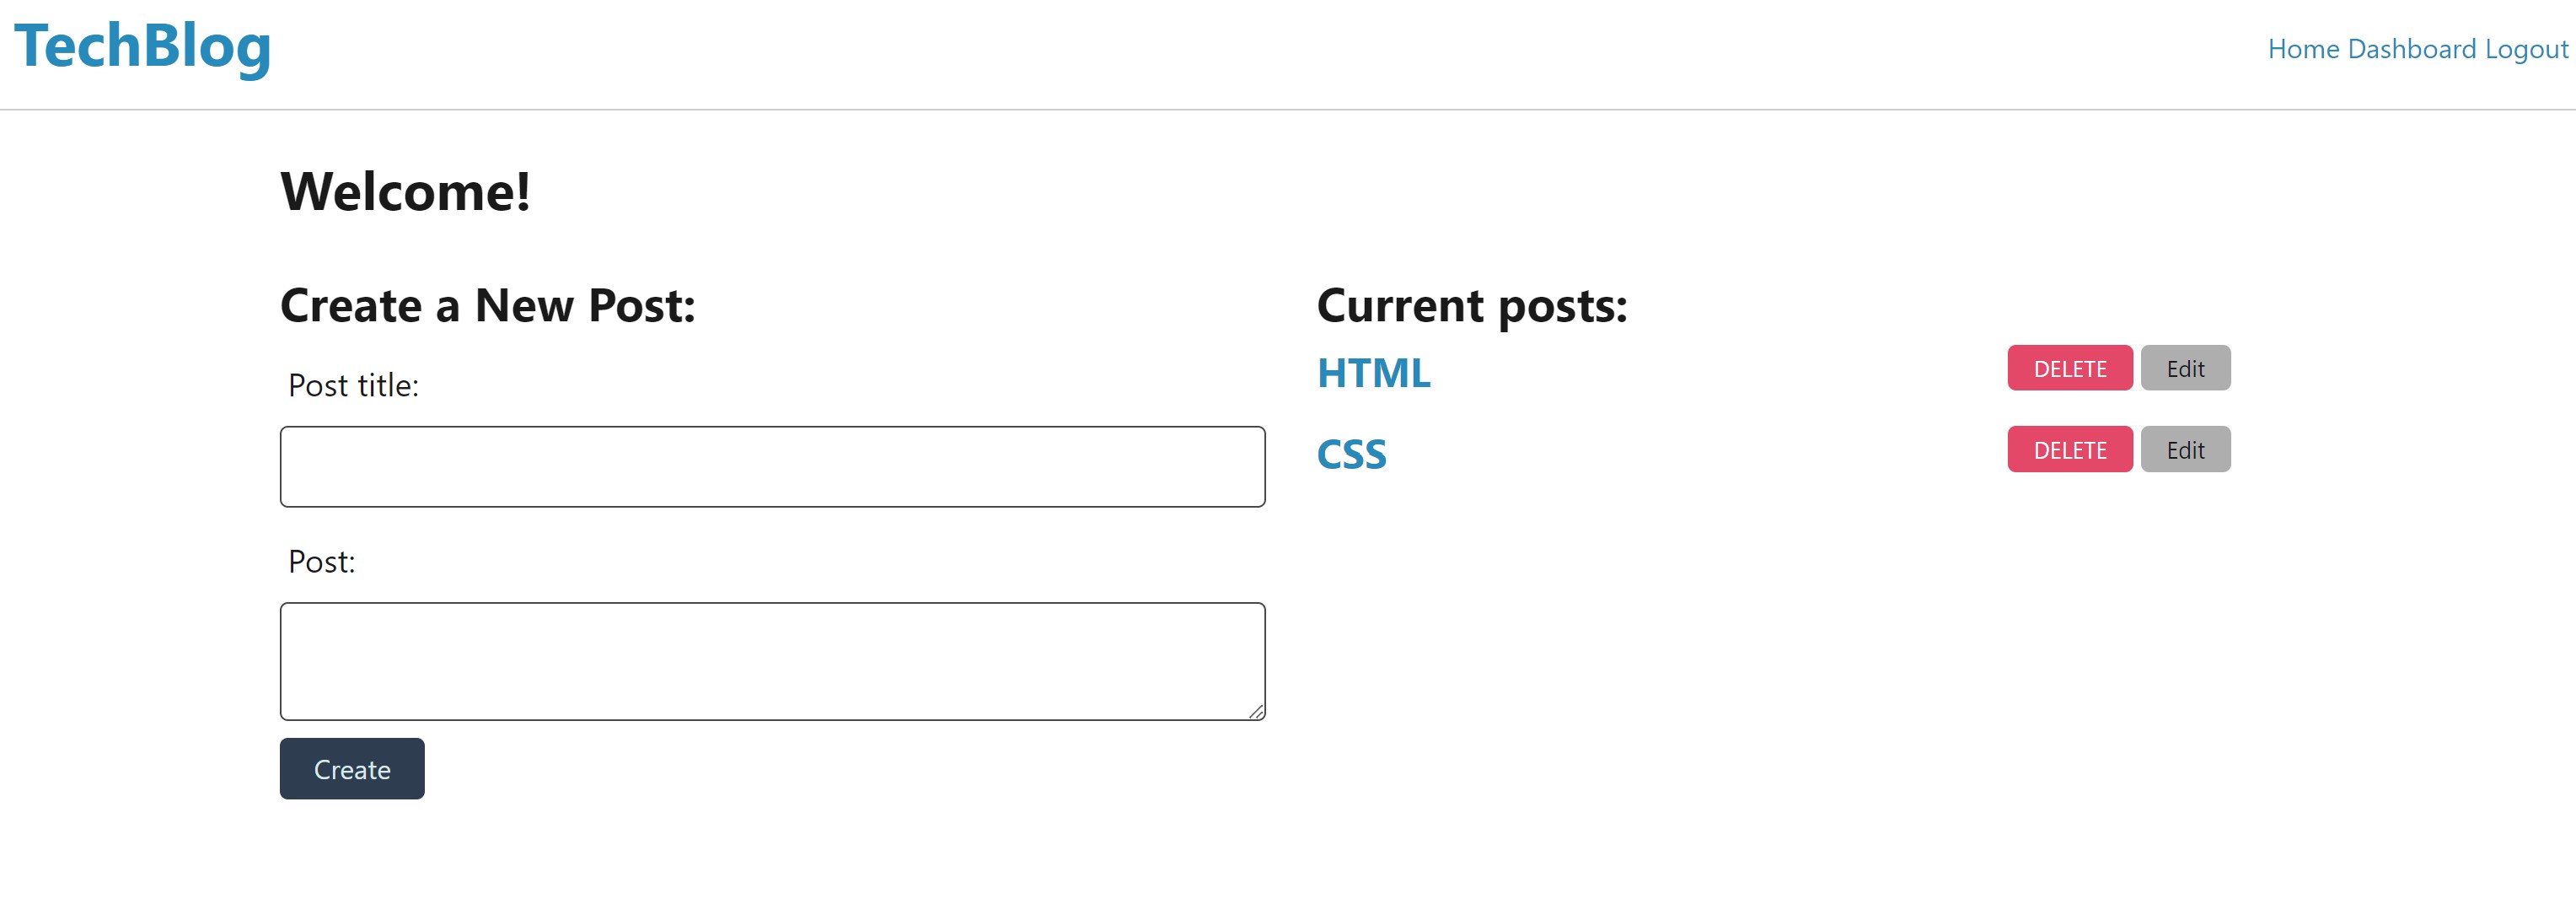 TechBlog
Home Dashboard Logout
Welcome!
Create a New Post:
Post title:
Post:
Create
Current posts:
HTML
DELETE Edit
CSS
DELETE Edit